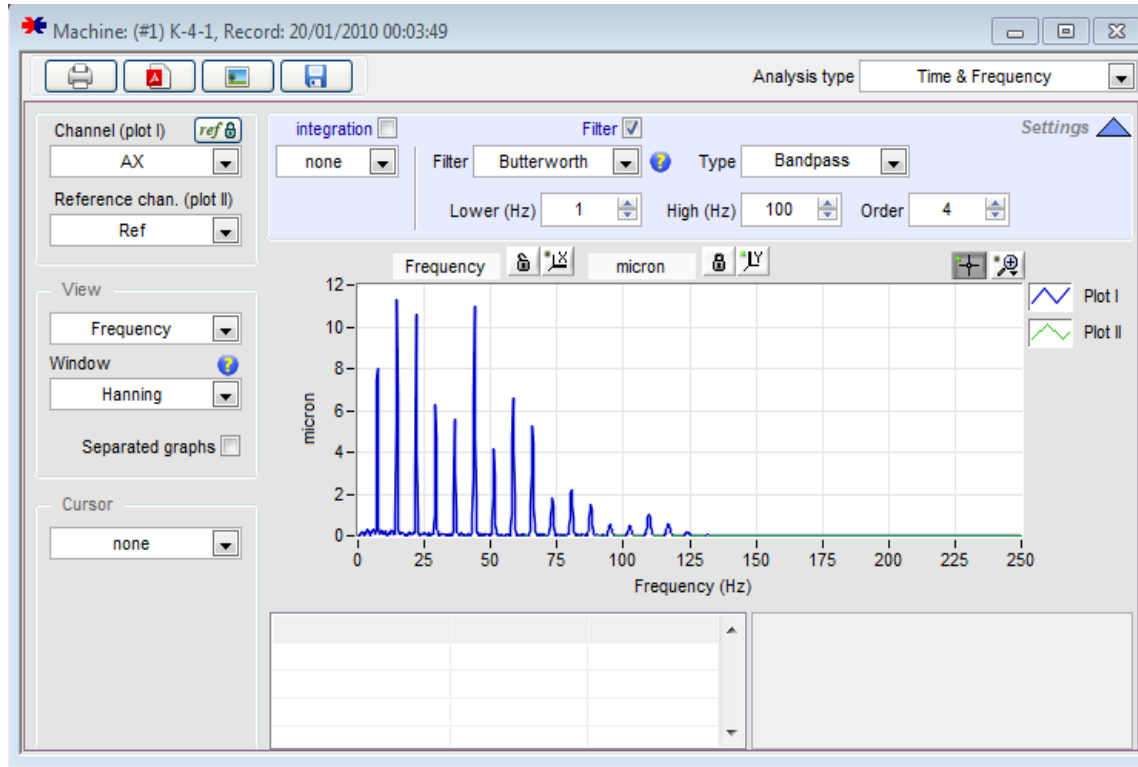 Machine: (#1) K-4-1, Record: 20/01/2010 00:03:49
Analysis type Time & Frequency
Channel (plot I) ref
AX
Reference chan. (plot II)
Ref
integration Filter Settings
none Filter Butterworth ? Type Bandpass
Lower (Hz) 1 High (Hz) 100 Order 4
View
Frequency
Window ?
Hanning
Separated graphs
Cursor
none
Frequency X micron Y
Plot I
Plot II
12
10
8
6
4
2
0
micron
0 25 50 75 100 125 150 175 200 225 250
Frequency (Hz)